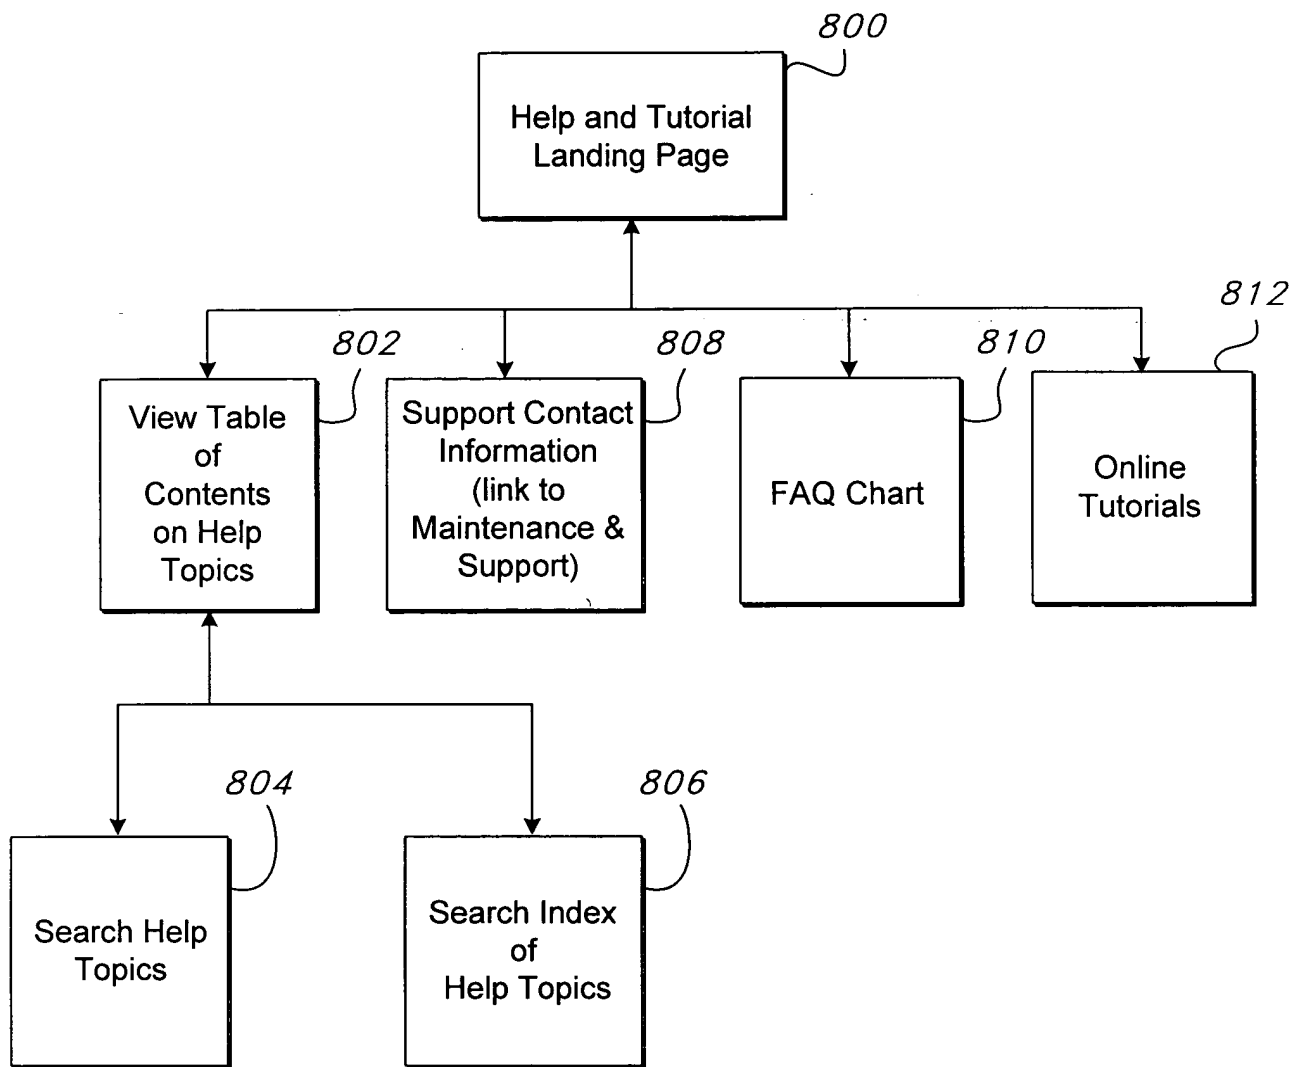 800
Help and Tutorial
Landing Page
812
802
808
810
View Table
of
Contents
on Help
Topics
Support Contact
Information
(link to
Maintenance &
Support)
FAQ Chart
Online
Tutorials
804
806
Search Help
Topics
Search Index
of
Help Topics